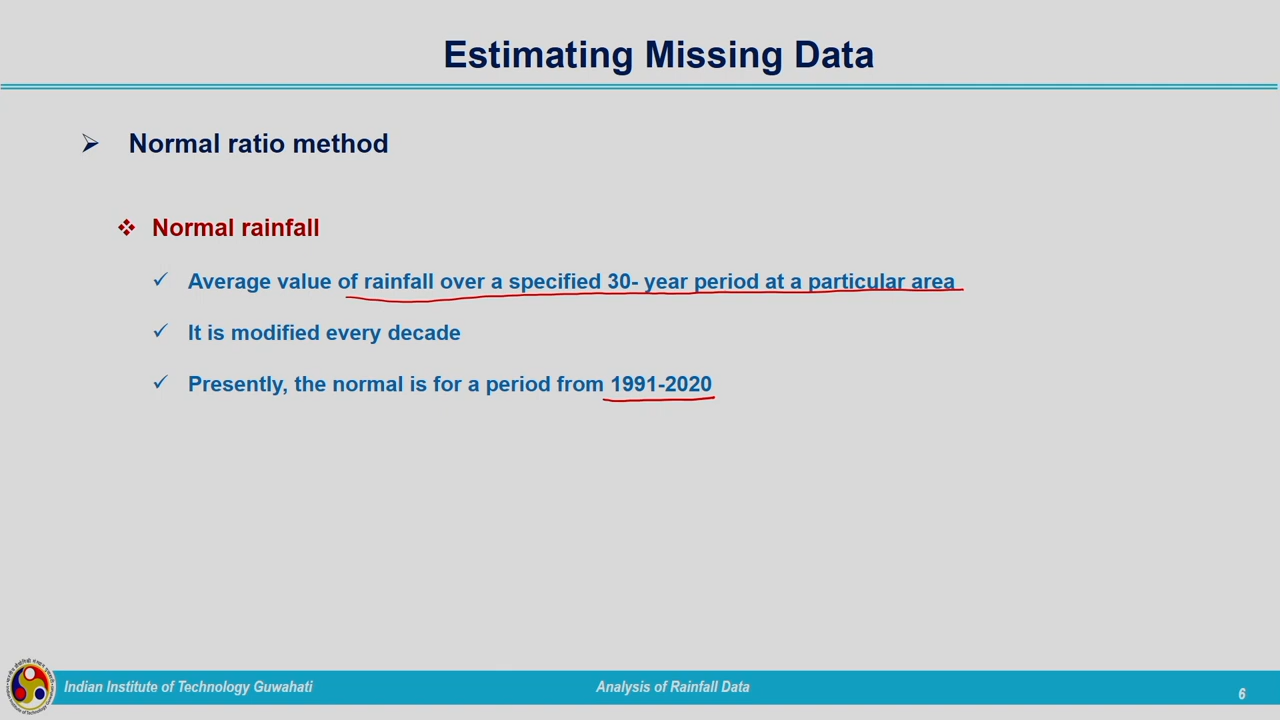 Estimating Missing Data
Normal ratio method
Normal rainfall
Average value of rainfall over a specified 30- year period at a particular area
It is modified every decade
Presently, the normal is for a period from 1991-2020
Indian Institute of Technology Guwahati
Analysis of Rainfall Data
6